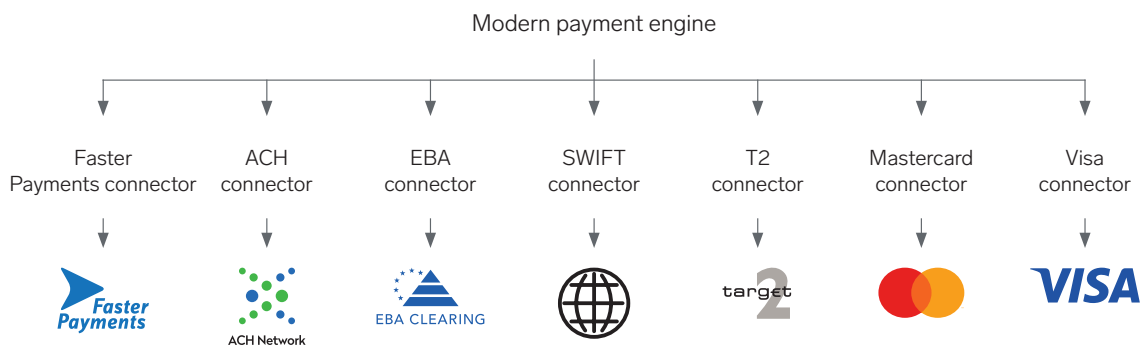 Modern payment engine
Faster
Payments connector
ACH
connector
EBA
connector
SWIFT
connector
T2
connector
Mastercard
connector
Visa
connector
Faster
Payments
ACH Network
EBA CLEARING
target
2
VISA